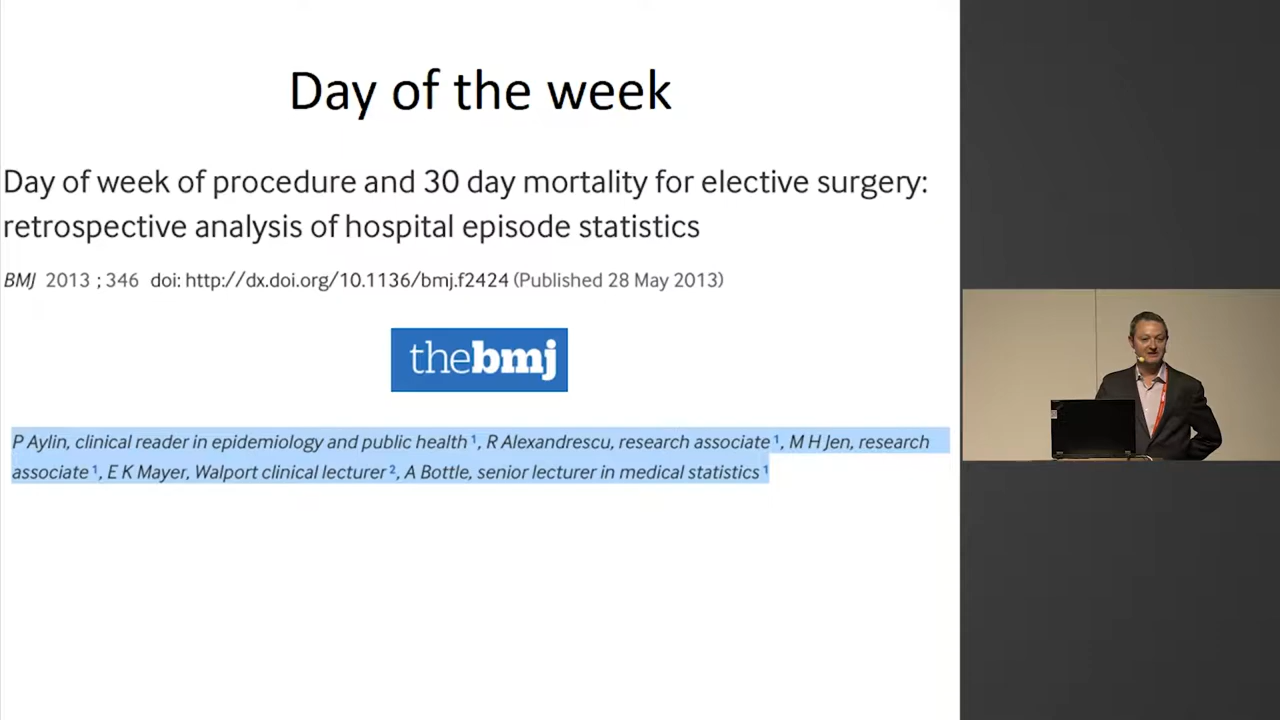 Day of the week
Day of week of procedure and 30 day mortality for elective surgery:
retrospective analysis of hospital episode statistics
BMJ 2013 ; 346 doi: http://dx.doi.org/10.1136/bmj.f2424 (Published 28 May 2013)
thebmj
P Aylin, clinical reader in epidemiology and public health 1, R Alexandrescu, research associate 1, M H Jen, research
associate 1, E K Mayer, Walport clinical lecturer 2, A Bottle, senior lecturer in medical statistics 1